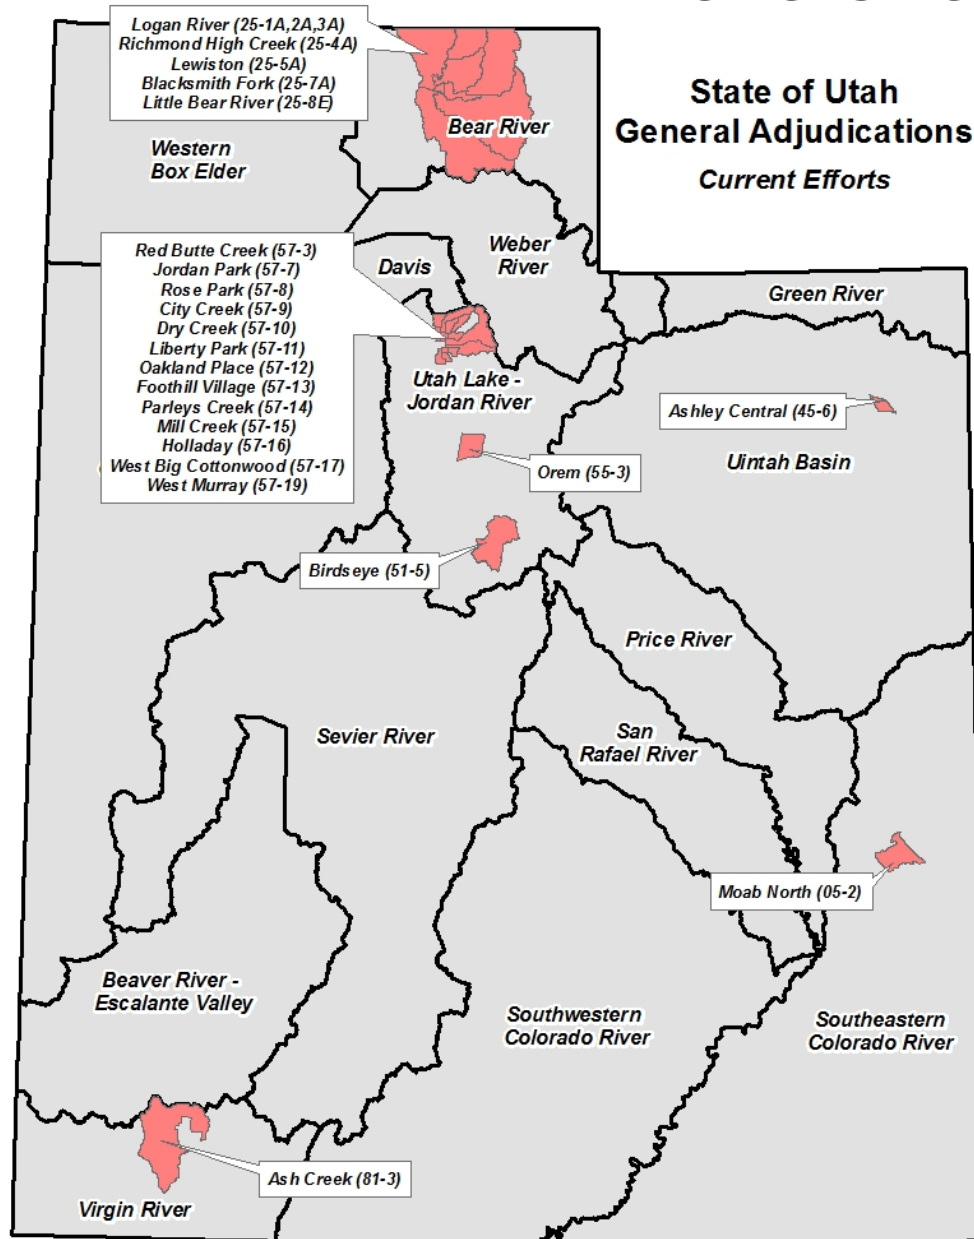 State of Utah
General Adjudications
Current Efforts
Logan River (25-1A,2A,3A)
Richmond High Creek (25-4A)
Lewiston (25-5A)
Blacksmith Fork (25-7A)
Little Bear River (25-8E)
Bear River
Western
Box Elder
Red Butte Creek (57-3)
Jordan Park (57-7)
Rose Park (57-8)
City Creek (57-9)
Dry Creek (57-10)
Liberty Park (57-11)
Oakland Place (57-12)
Foothill Village (57-13)
Parleys Creek (57-14)
Mill Creek (57-15)
Holladay (57-16)
West Big Cottonwood (57-17)
West Murray (57-19)
Davis
Weber
River
Green River
Utah Lake -
Jordan River
Ashley Central (45-6)
Uintah Basin
Orem (55-3)
Birdseye (51-5)
Price River
Sevier River
San
Rafael River
Moab North (05-2)
Beaver River -
Escalante Valley
Southwestern
Colorado River
Southeastern
Colorado River
Ash Creek (81-3)
Virgin River